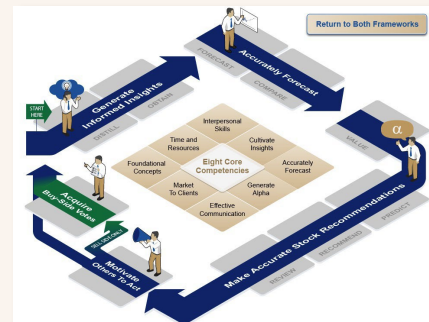 Return to Both Frameworks
START
HERE
Generate
Informed Insights
DISTILL
OBTAIN
FORECAST
Accurately Forecast
COMPARE
VALUE
α
PREDICT
RECOMMEND
REVIEW
Make Accurate Stock Recommendations
Motivate
Others To Act
SELL SIDE ONLY
Acquire
Buy-Side Votes
Eight Core
Competencies
Interpersonal
Skills
Time and
Resources
Cultivate
Insights
Foundational
Concepts
Accurately
Forecast
Market
To Clients
Generate
Alpha
Effective
Communication